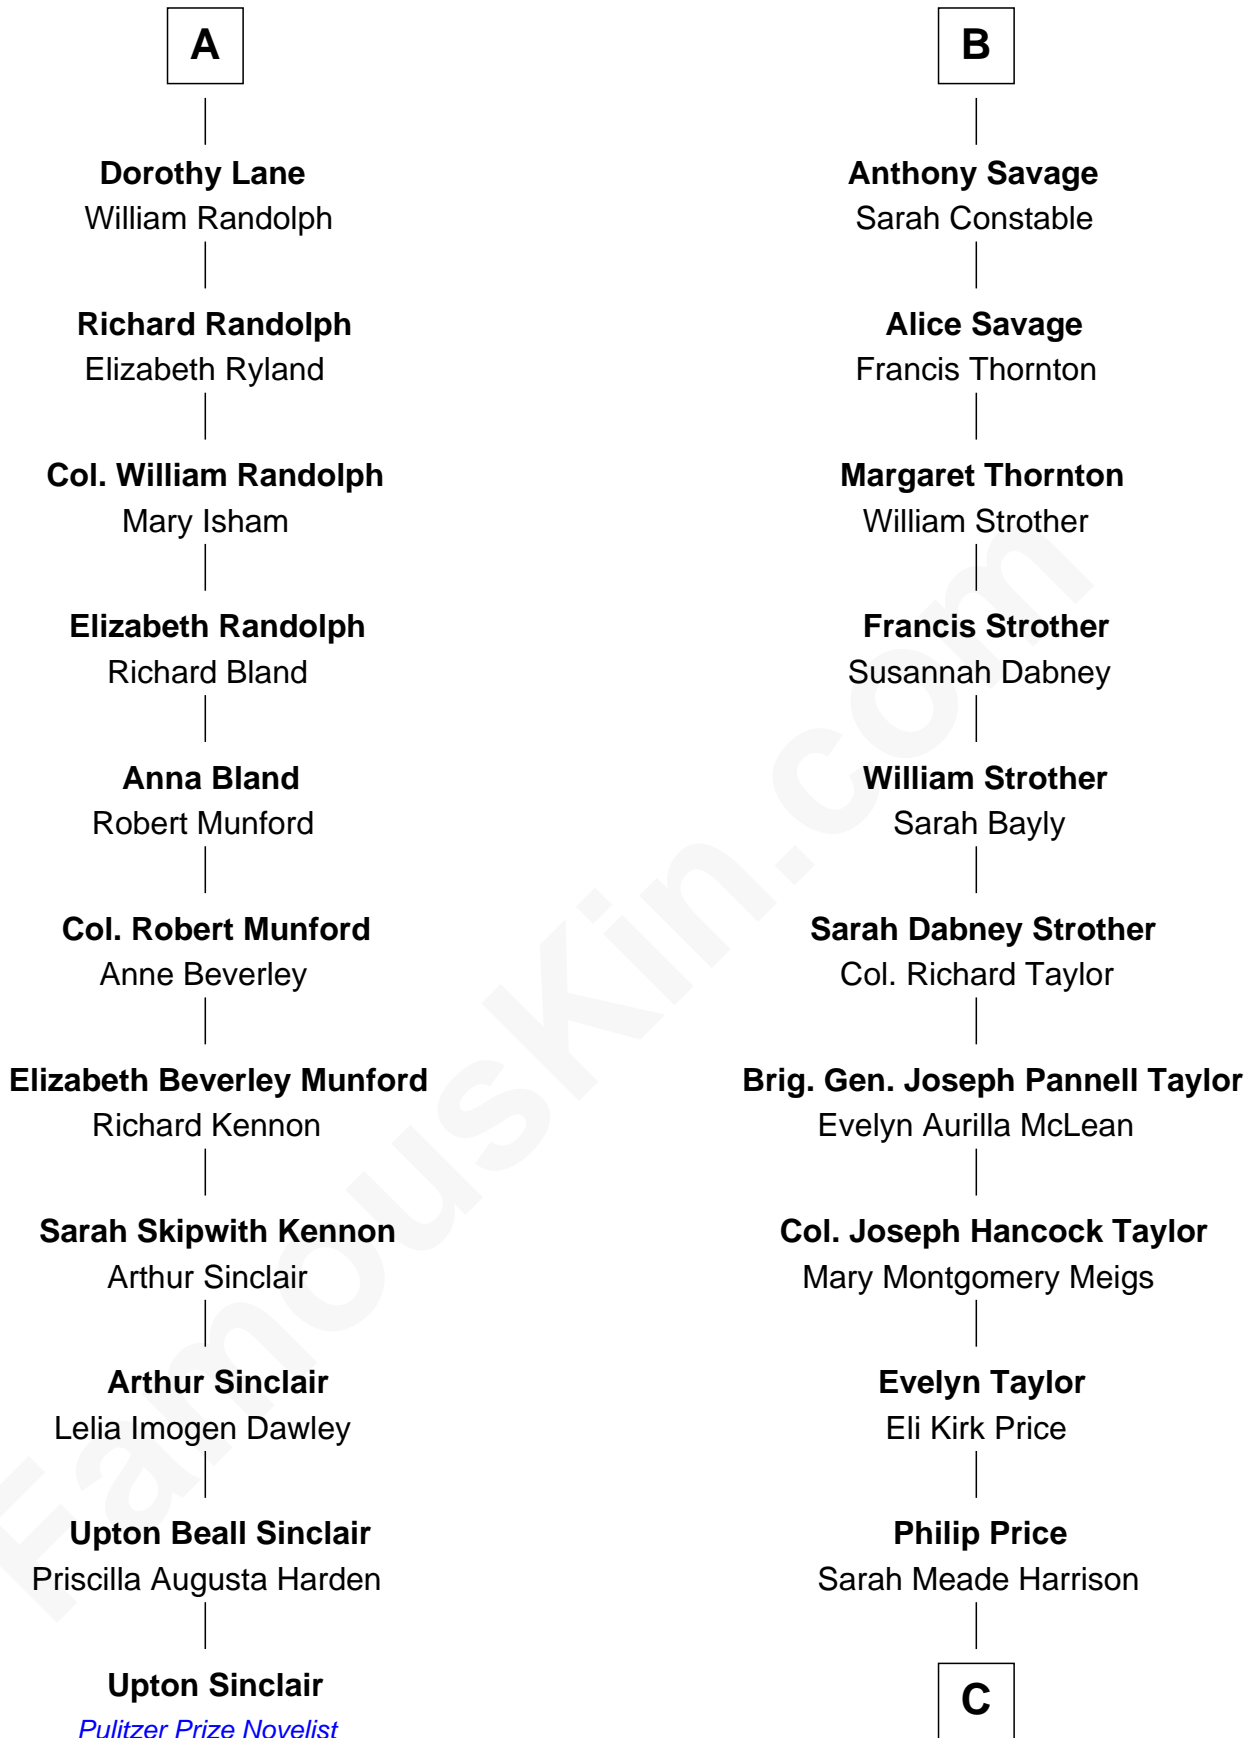 A
Dorothy Lane
William Randolph
Richard Randolph
Elizabeth Ryland
Col. William Randolph
Mary Isham
Elizabeth Randolph
Richard Bland
Anna Bland
Robert Munford
Col. Robert Munford
Anne Beverley
Elizabeth Beverley Munford
Richard Kennon
Sarah Skipwith Kennon
Arthur Sinclair
Arthur Sinclair
Lelia Imogen Dawley
Upton Beall Sinclair
Priscilla Augusta Harden
Upton Sinclair
Pulitzer Prize Novelist
B
Anthony Savage
Sarah Constable
Alice Savage
Francis Thornton
Margaret Thornton
William Strother
Francis Strother
Susannah Dabney
William Strother
Sarah Bayly
Sarah Dabney Strother
Col. Richard Taylor
Brig. Gen. Joseph Pannell Taylor
Evelyn Aurilla McLean
Col. Joseph Hancock Taylor
Mary Montgomery Meigs
Evelyn Taylor
Eli Kirk Price
Philip Price
Sarah Meade Harrison
C
FamousKin.com